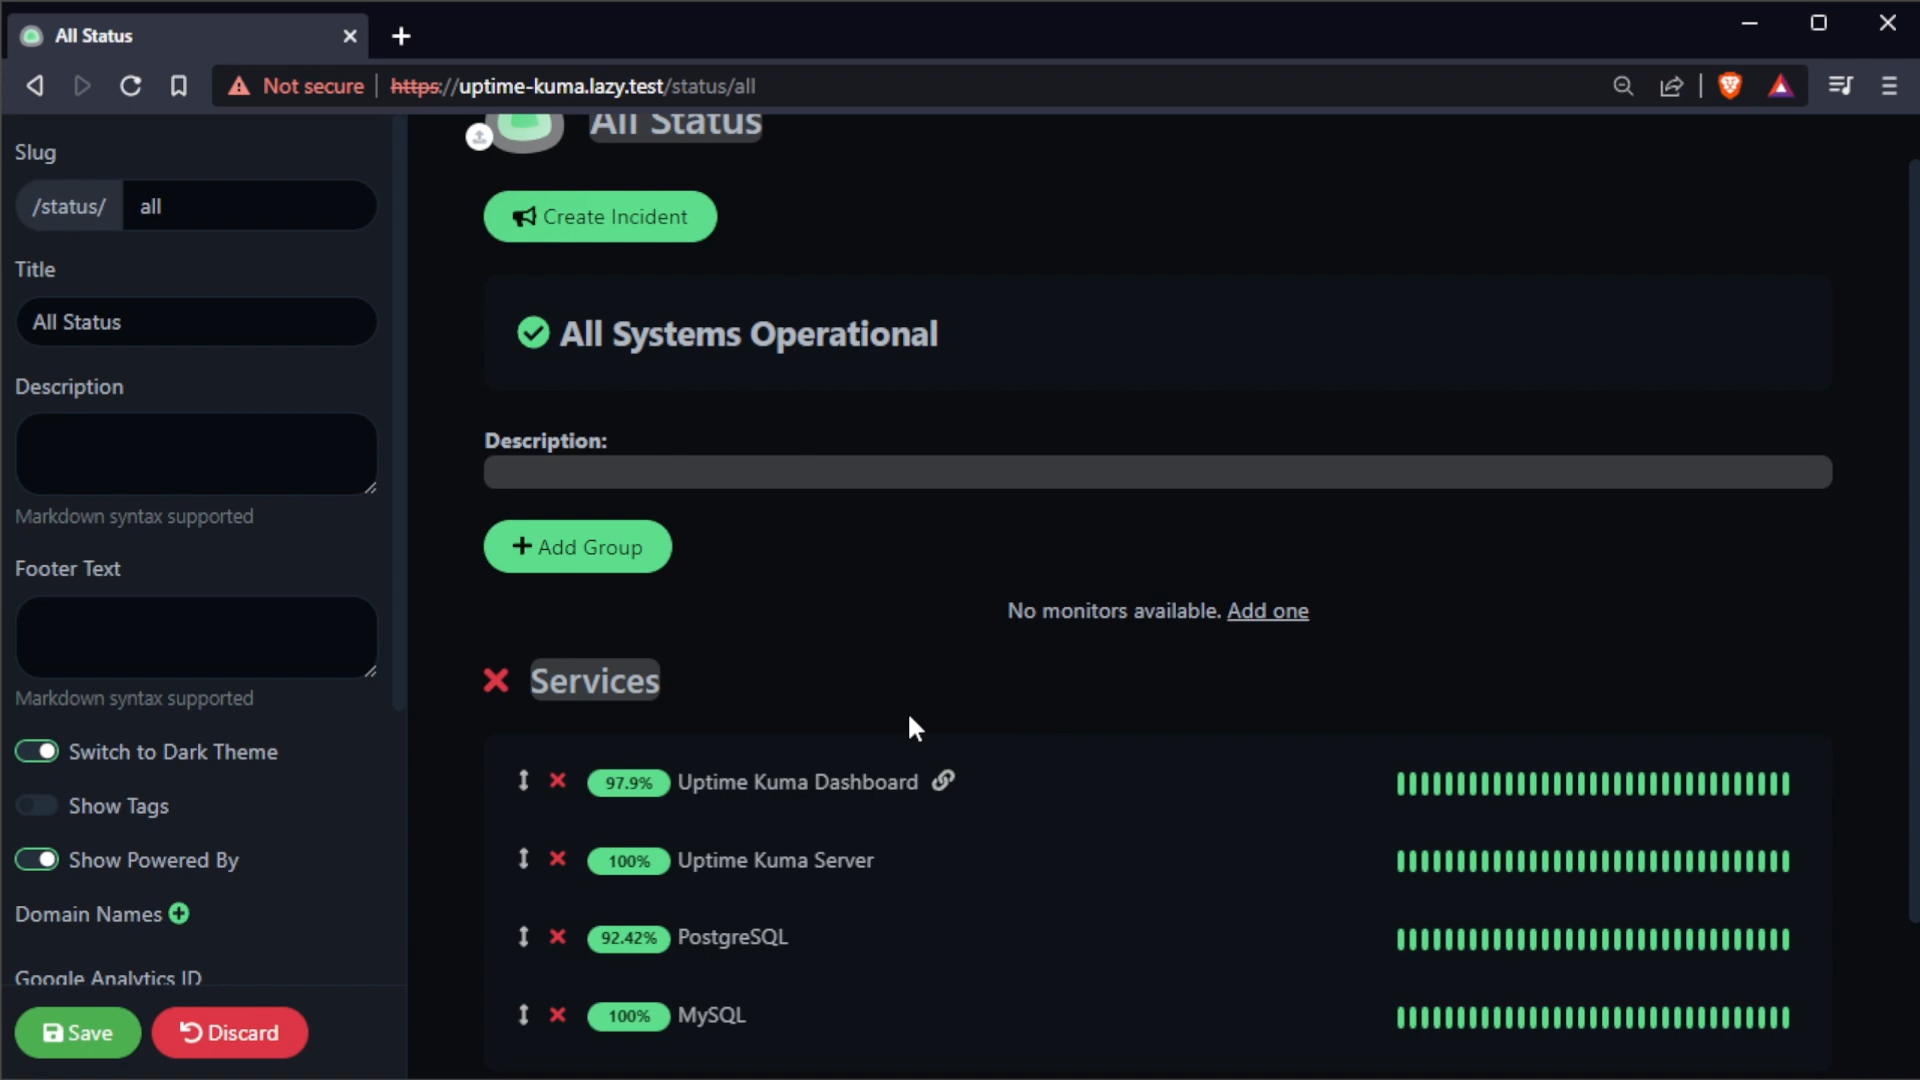 All Status
Not secure
https://uptime-kuma.lazy.test/status/all
Slug
/status/
all
Title
All Status
Description
Markdown syntax supported
Footer Text
Markdown syntax supported
Switch to Dark Theme
Show Tags
Show Powered By
Domain Names
Google Analytics ID
Save
Discard
All Status
Create Incident
All Systems Operational
Description:
Add Group
No monitors available. Add one
Services
97.9% Uptime Kuma Dashboard
100% Uptime Kuma Server
92.42% PostgreSQL
100% MySQL